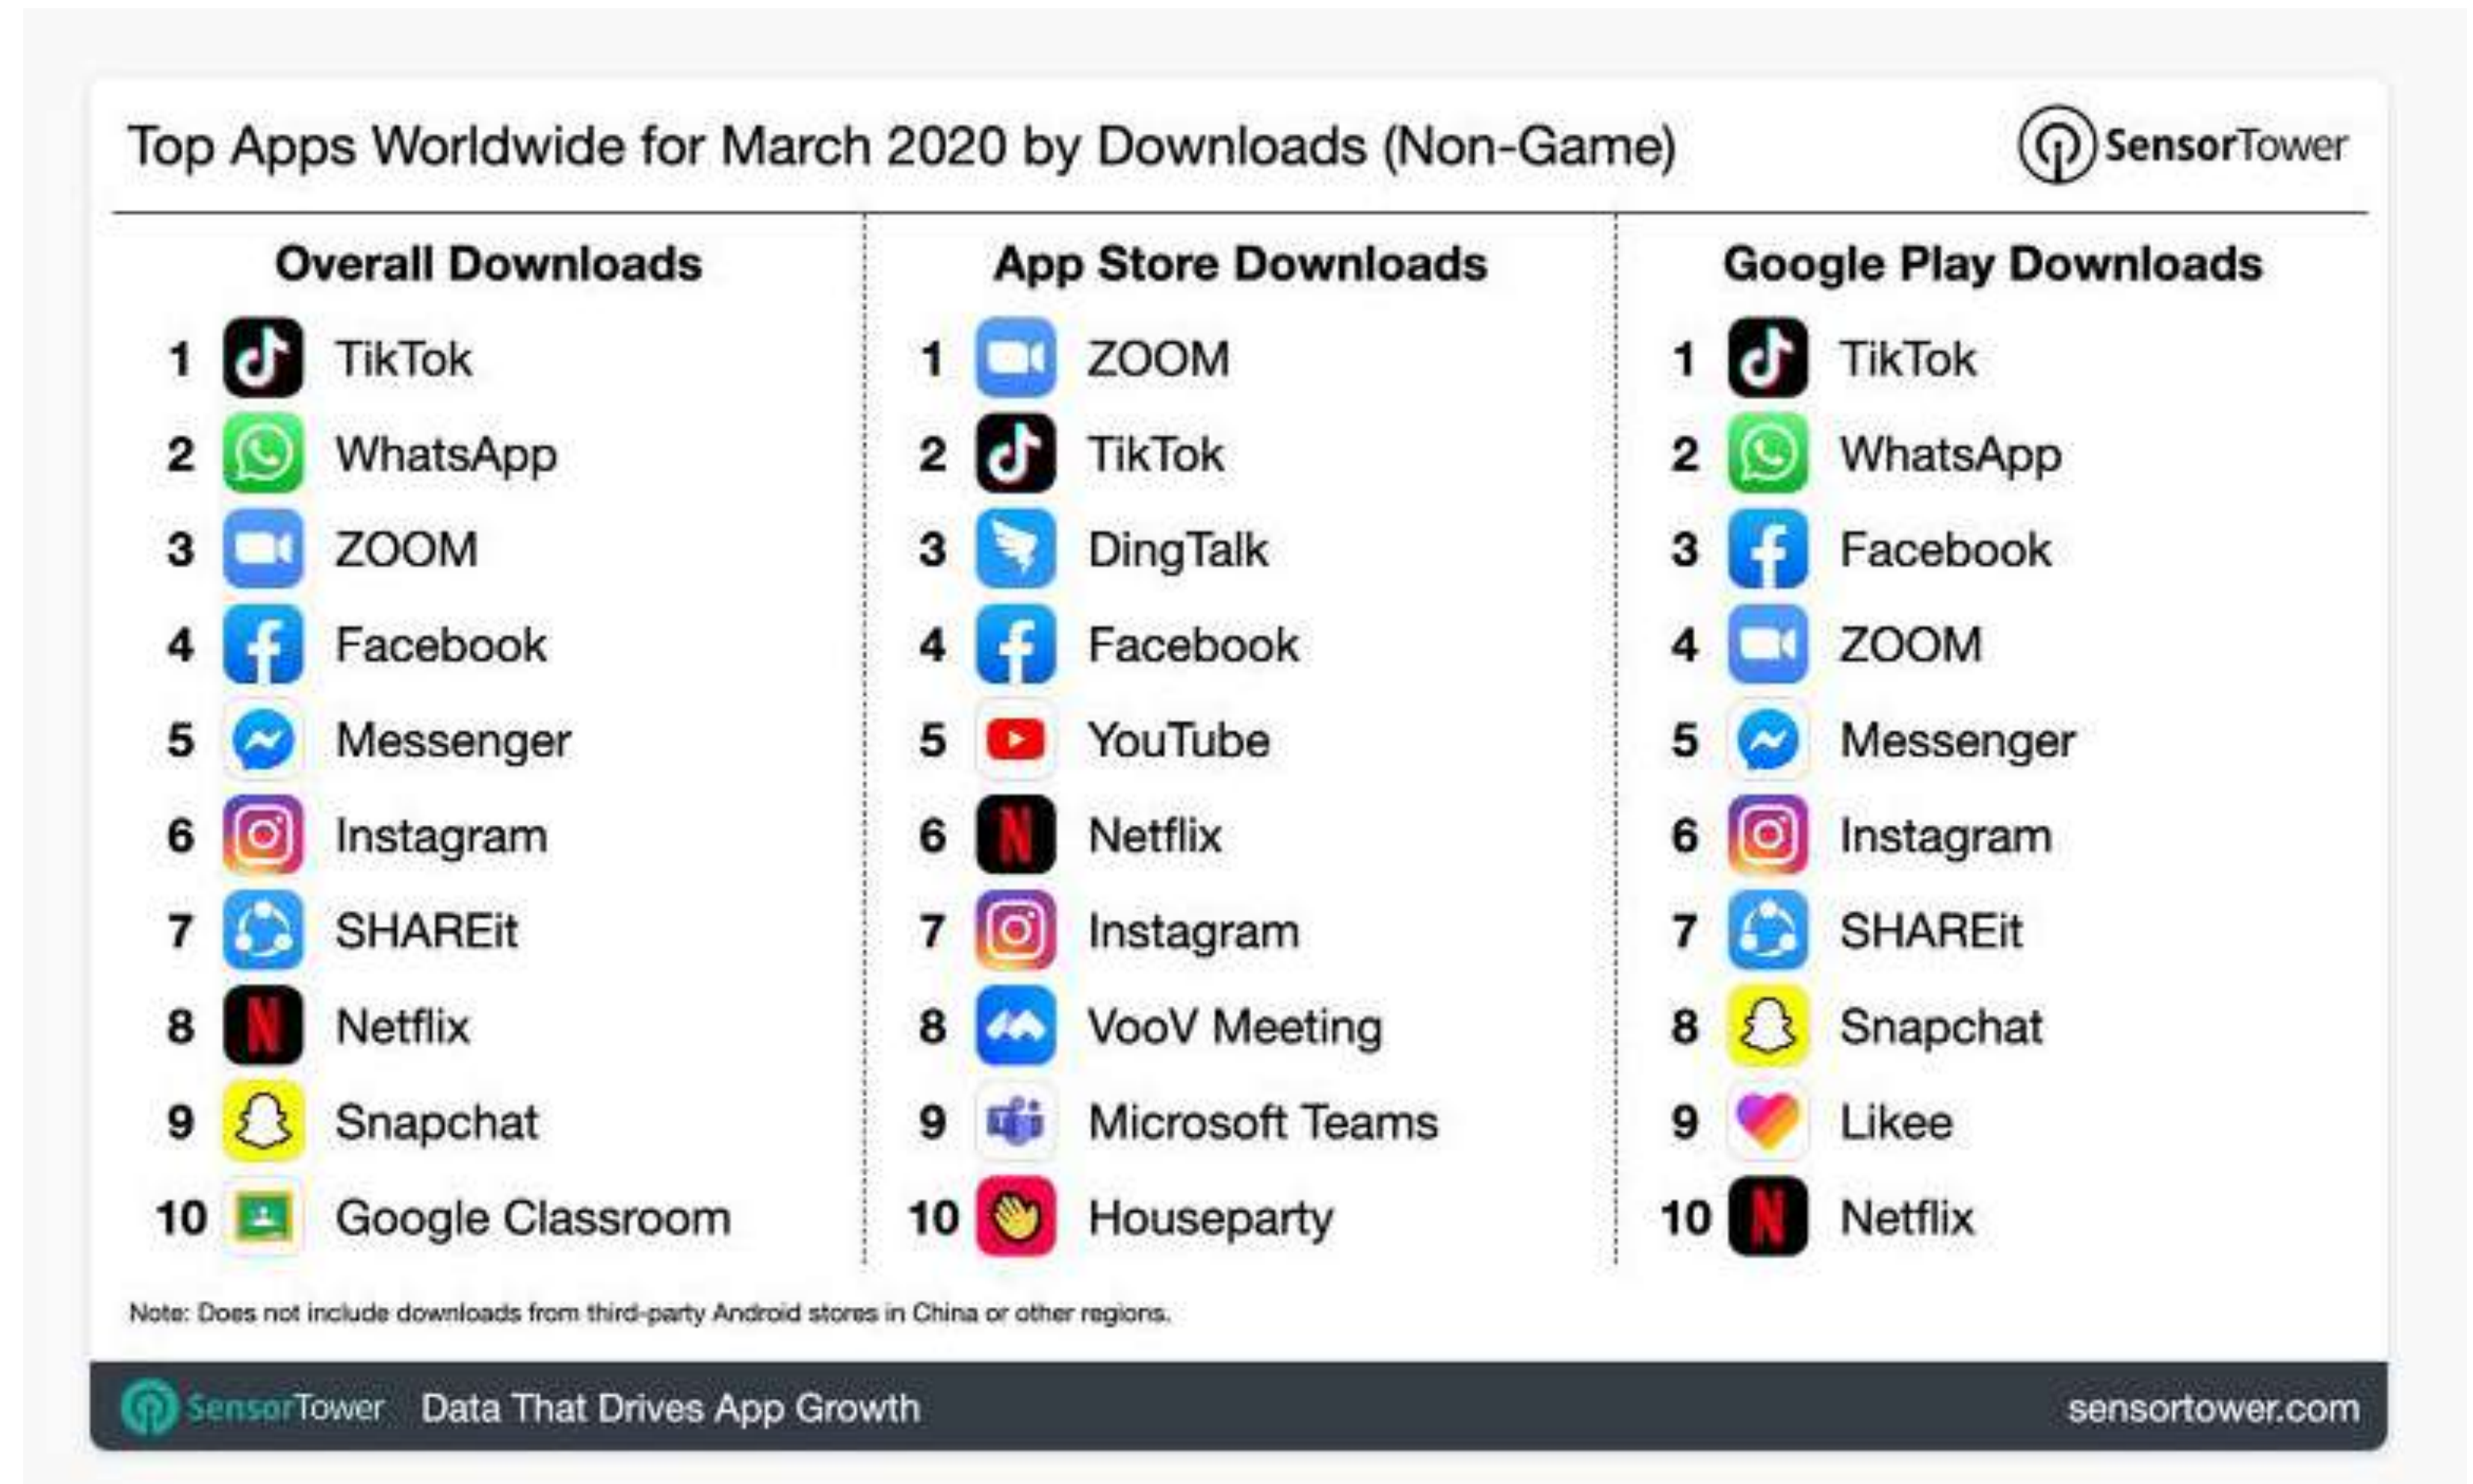 Top Apps Worldwide for March 2020 by Downloads (Non-Game)
SensorTower
Overall Downloads
1 TikTok
2 WhatsApp
3 ZOOM
4 Facebook
5 Messenger
6 Instagram
7 SHAREit
8 Netflix
9 Snapchat
10 Google Classroom
App Store Downloads
1 ZOOM
2 TikTok
3 DingTalk
4 Facebook
5 YouTube
6 Netflix
7 Instagram
8 VooV Meeting
9 Microsoft Teams
10 Houseparty
Google Play Downloads
1 TikTok
2 WhatsApp
3 Facebook
4 ZOOM
5 Messenger
6 Instagram
7 SHAREit
8 Snapchat
9 Likee
10 Netflix
Note: Does not include downloads from third-party Android stores in China or other regions.
SensorTower Data That Drives App Growth
sensortower.com